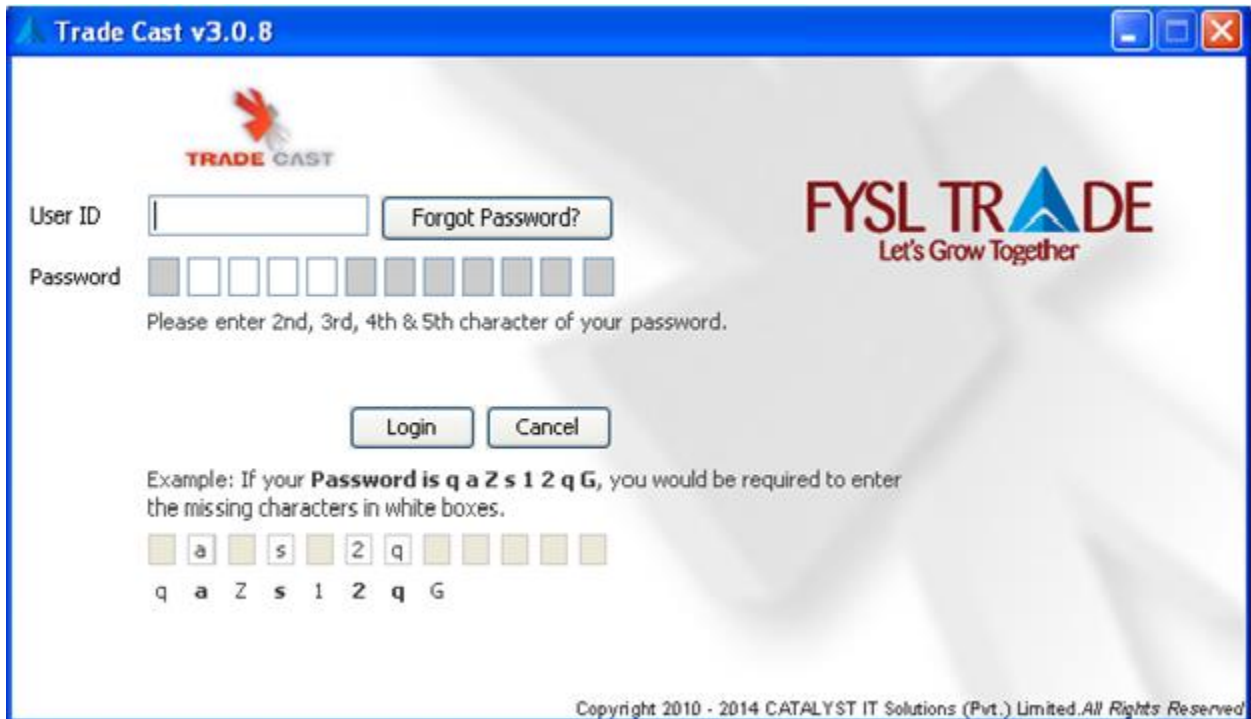 Trade Cast v3.0.8
TRADE CAST
FYSL TRADE
Let's Grow Together
User ID
Forgot Password?
Password
Please enter 2nd, 3rd, 4th & 5th character of your password.
Login Cancel
Example: If your Password is q a Z s 1 2 q G, you would be required to enter
the missing characters in white boxes.
a s 2 q
q a Z s 1 2 q G
Copyright 2010 - 2014 CATALYST IT Solutions (Pvt.) Limited.All Rights Reserved